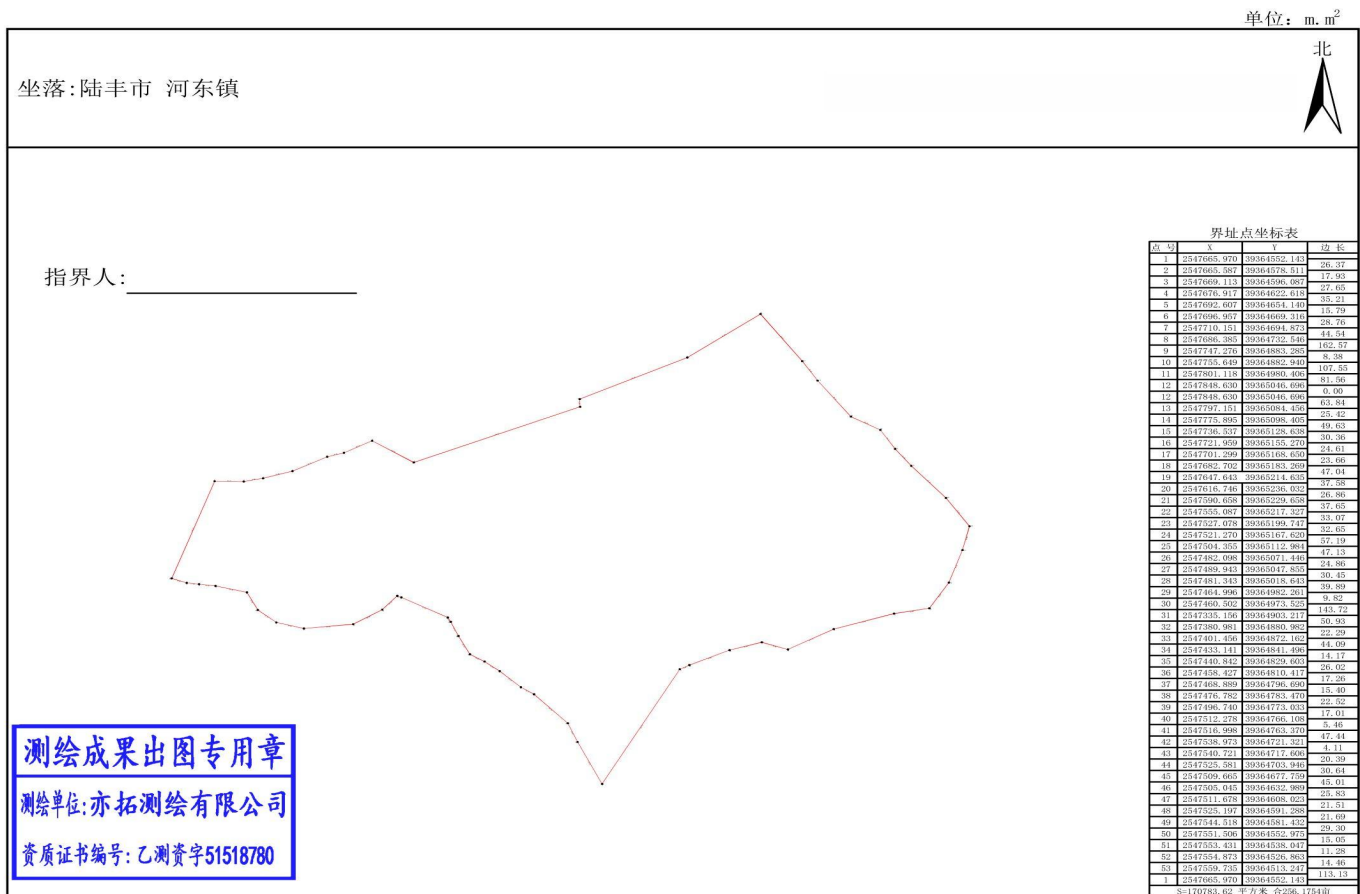 单位：m.m²
北
坐落:陆丰市 河东镇
指界人:
界址点坐标表
点 号 X Y 边 长
1 2547665.970 39364552.143
26.37
2 2547665.587 39364578.511
17.93
3 2547669.113 39364596.087
27.65
4 2547676.917 39364622.618
35.21
5 2547692.607 39364654.140
15.79
6 2547696.957 39364669.316
28.76
7 2547710.151 39364694.873
44.54
8 2547686.385 39364732.546
162.57
9 2547747.276 39364883.285
8.38
10 2547755.649 39364882.940
107.55
11 2547801.118 39364980.406
81.56
12 2547848.630 39365046.696
0.00
12 2547848.630 39365046.696
63.84
13 2547797.151 39365084.456
25.42
14 2547775.895 39365098.405
49.63
15 2547736.537 39365128.638
30.36
16 2547721.959 39365155.270
24.61
17 2547701.299 39365168.650
23.66
18 2547682.702 39365183.269
47.04
19 2547647.643 39365214.635
37.58
20 2547616.746 39365236.032
26.86
21 2547590.658 39365229.658
37.65
22 2547555.087 39365217.327
33.07
23 2547527.078 39365199.747
32.65
24 2547521.270 39365167.620
57.19
25 2547504.355 39365112.984
47.13
26 2547482.098 39365071.446
24.86
27 2547489.943 39365047.855
30.45
28 2547481.343 39365018.643
39.89
29 2547464.996 39364982.261
9.82
30 2547460.502 39364973.525
143.72
31 2547335.156 39364903.217
50.93
32 2547380.981 39364880.982
22.29
33 2547401.456 39364872.162
44.09
34 2547433.141 39364841.496
14.17
35 2547440.842 39364829.603
26.02
36 2547458.427 39364810.417
17.26
37 2547468.889 39364796.690
15.40
38 2547476.782 39364783.470
22.52
39 2547496.740 39364773.033
17.01
40 2547512.278 39364766.108
5.46
41 2547516.998 39364763.370
47.44
42 2547538.973 39364721.321
4.11
43 2547540.721 39364717.606
20.39
44 2547525.581 39364703.946
30.64
45 2547509.665 39364677.759
45.01
46 2547505.045 39364632.989
25.83
47 2547511.678 39364608.023
21.51
48 2547525.197 39364591.288
21.69
49 2547544.518 39364581.432
29.30
50 2547551.506 39364552.975
15.05
51 2547553.431 39364538.047
11.28
52 2547554.873 39364526.863
14.46
53 2547559.735 39364513.247
113.13
1 2547665.970 39364552.143
S=170783.62 平方米 合256.1754亩
测绘成果出图专用章
测绘单位:亦拓测绘有限公司
资质证书编号:乙测资字51518780